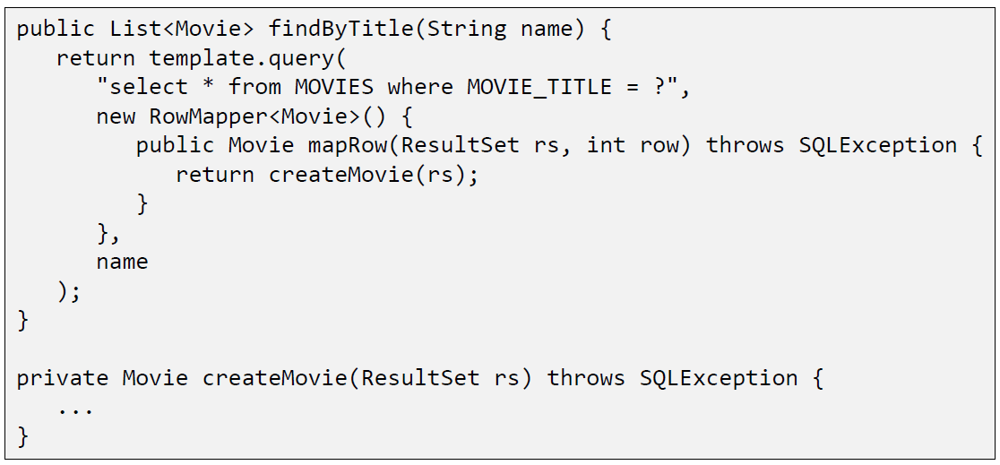 public List<Movie> findByTitle(String name) {
   return template.query(
      "select * from MOVIES where MOVIE_TITLE = ?",
      new RowMapper<Movie>() {
         public Movie mapRow(ResultSet rs, int row) throws SQLException {
            return createMovie(rs);
         }
      },
      name
   );
}

private Movie createMovie(ResultSet rs) throws SQLException {
   ...
}